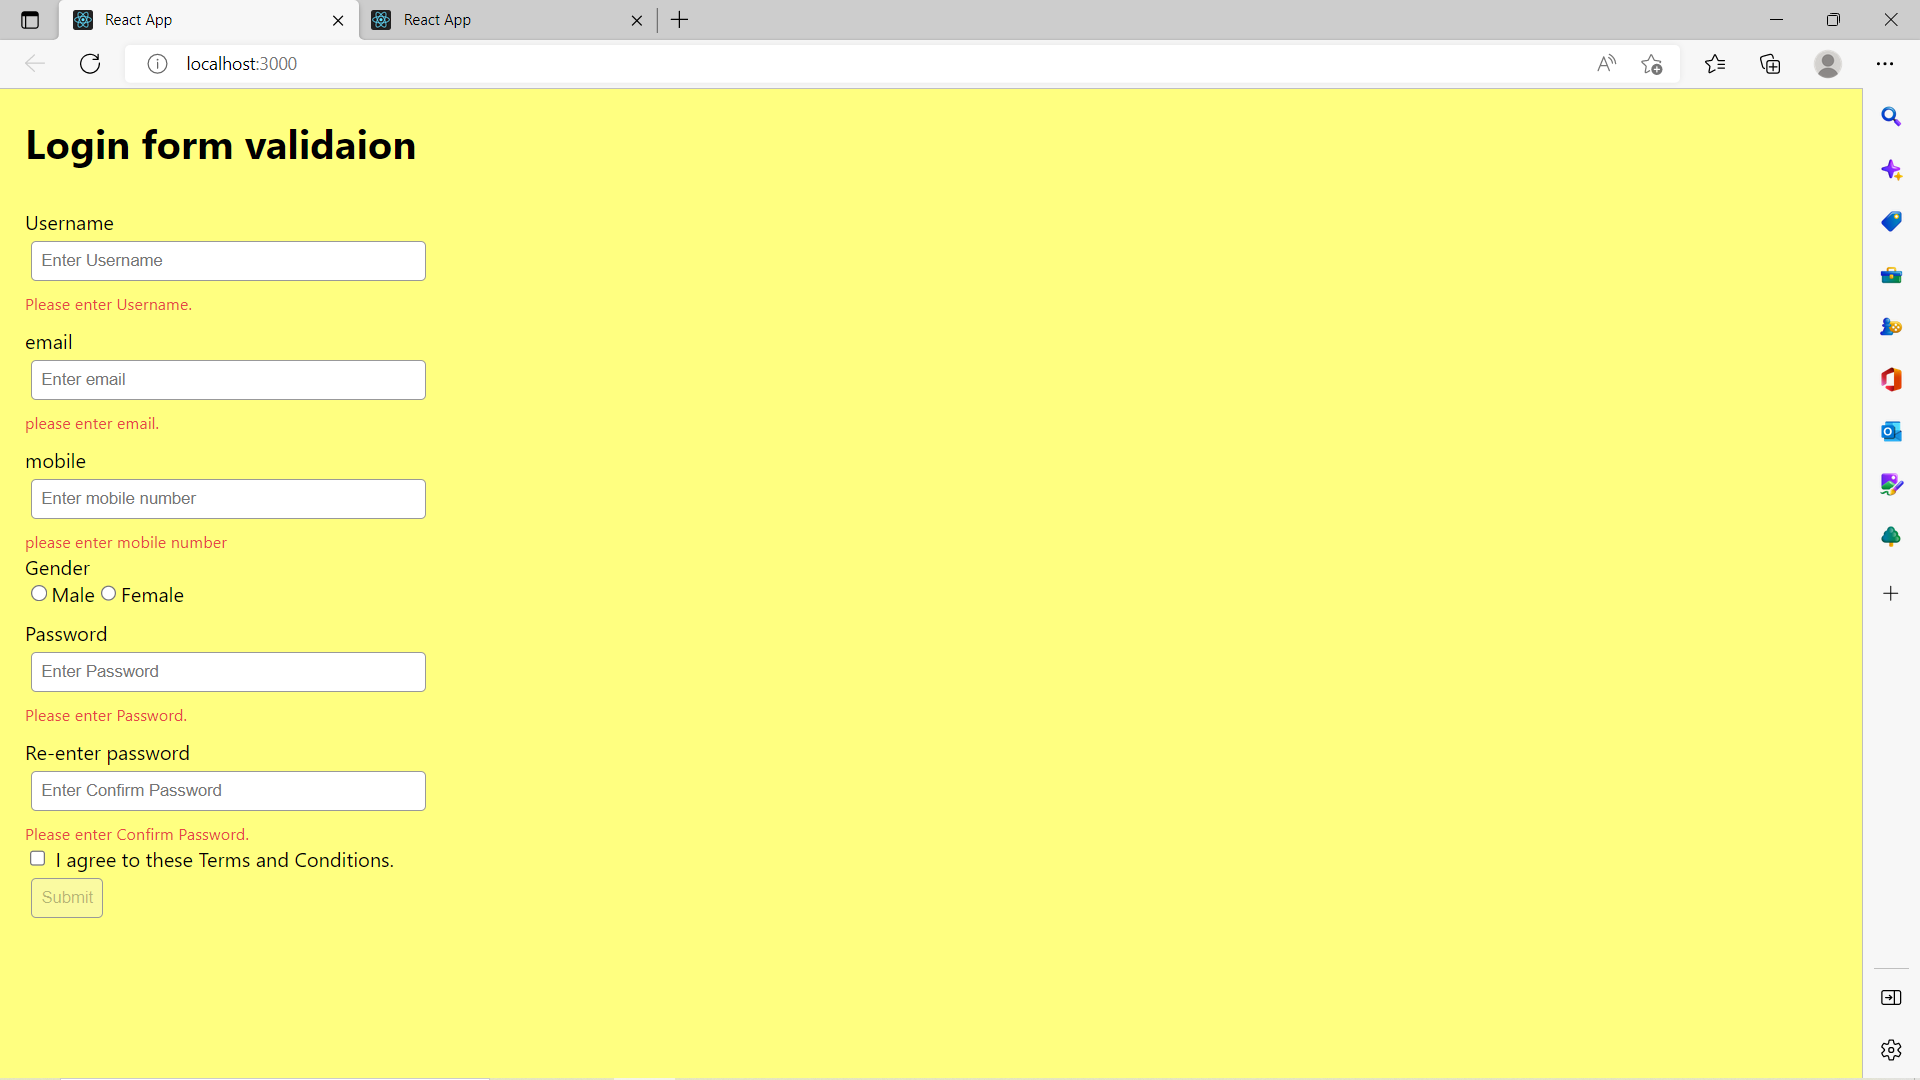 React App
React App
localhost:3000
Login form validaion
Username
Enter Username
Please enter Username.
email
Enter email
please enter email.
mobile
Enter mobile number
please enter mobile number
Gender
Male Female
Password
Enter Password
Please enter Password.
Re-enter password
Enter Confirm Password
Please enter Confirm Password.
I agree to these Terms and Conditions.
Submit